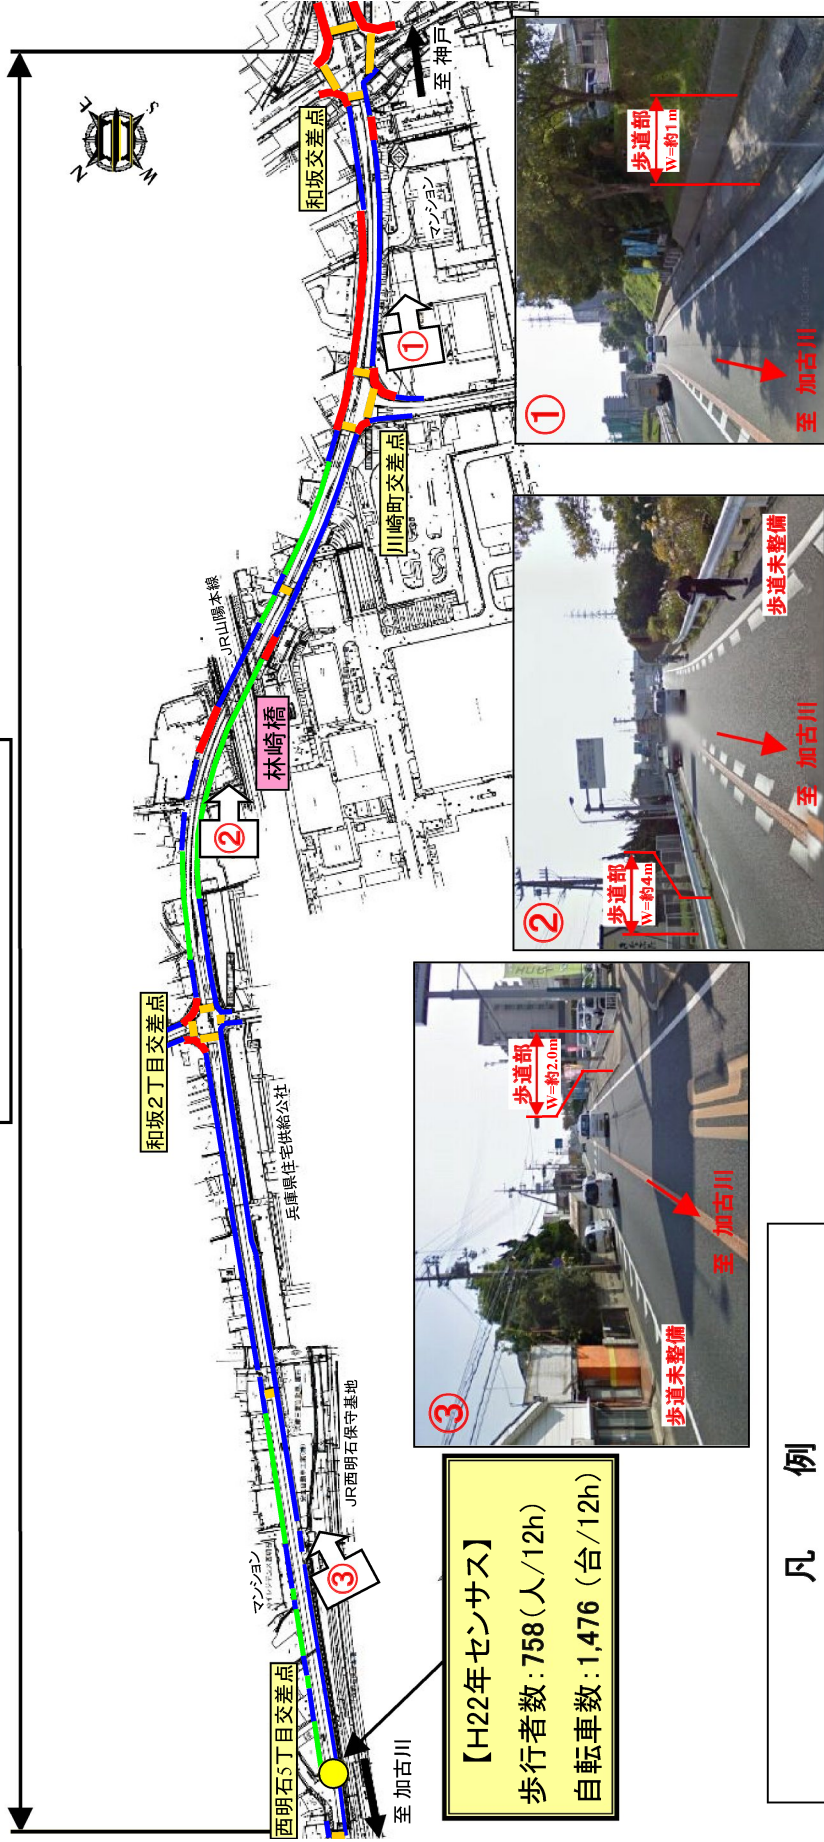 西明石5丁目交差点
和坂2丁目交差点
和坂交差点
川崎町交差点
林崎橋
JR山陽本線
マンション
マンション
兵庫県住宅供給公社
JR西明石保守基地
至 加古川
至 神戸
N
E
S
W
①
②
③
【H22年センサス】
歩行者数:758(人/12h)
自転車数:1,476(台/12h)
③
歩道部
W=約2.0m
歩道未整備
至 加古川
②
歩道部
W=約4m
歩道未整備
至 加古川
①
歩道部
W=約1m
至 加古川
凡 例